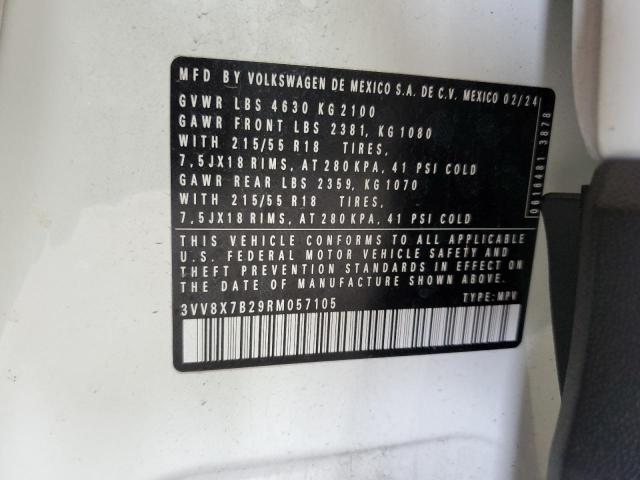 MFD BY VOLKSWAGEN DE MEXICO S.A. DE C.V. MEXICO 02/24
GVWR LBS 4630 KG 2100
GAWR FRONT LBS 2381, KG 1080
WITH 215/55 R18 TIRES,
7,5JX18 RIMS, AT 280 KPA, 41 PSI COLD
GAWR REAR LBS 2359, KG 1070
WITH 215/55 R18 TIRES,
7,5JX18 RIMS, AT 280 KPA, 41 PSI COLD
THIS VEHICLE CONFORMS TO ALL APPLICABLE
U.S. FEDERAL MOTOR VEHICLE SAFETY AND
THEFT PREVENTION STANDARDS IN EFFECT ON
THE DATE OF MANUFACTURE SHOWN ABOVE.
3VV8X7B29RM057105 TYPE: MPV
0616481 3878